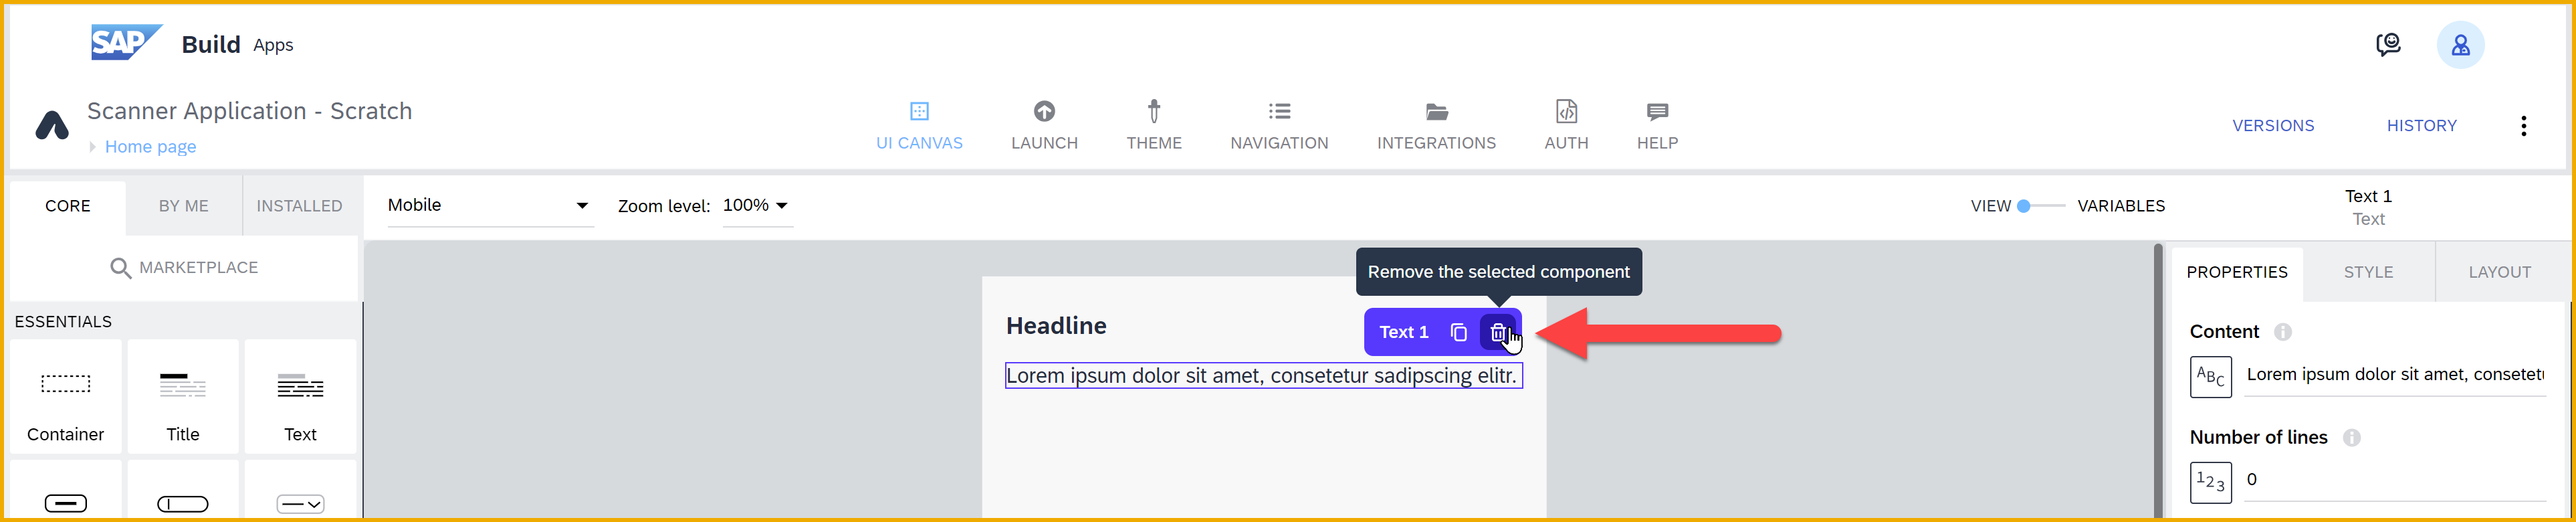 SAP Build Apps
Scanner Application - Scratch
Home page
UI CANVAS
LAUNCH
THEME
NAVIGATION
INTEGRATIONS
AUTH
HELP
VERSIONS
HISTORY
CORE
BY ME
INSTALLED
Mobile
Zoom level: 100%
VIEW
VARIABLES
Text 1
Text
MARKETPLACE
ESSENTIALS
Container
Title
Text
Remove the selected component
Headline
Text 1
Lorem ipsum dolor sit amet, consetetur sadipscing elitr.
PROPERTIES
STYLE
LAYOUT
Content
ABC
Lorem ipsum dolor sit amet, consetetu
Number of lines
123
0